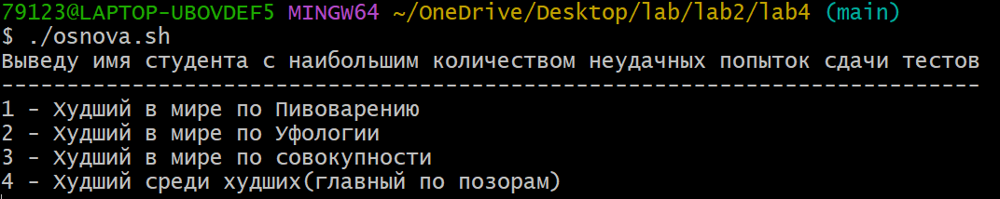 79123@LAPTOP-UBOVDEF5 MINGW64 ~/OneDrive/Desktop/lab/lab2/lab4 (main)
$ ./osnova.sh
Выведу имя студента с наибольшим количеством неудачных попыток сдачи тестов
---------------------------------------------------------------------------
1 - Худший в мире по Пивоварению
2 - Худший в мире по Уфологии
3 - Худший в мире по совокупности
4 - Худший среди худших(главный по позорам)